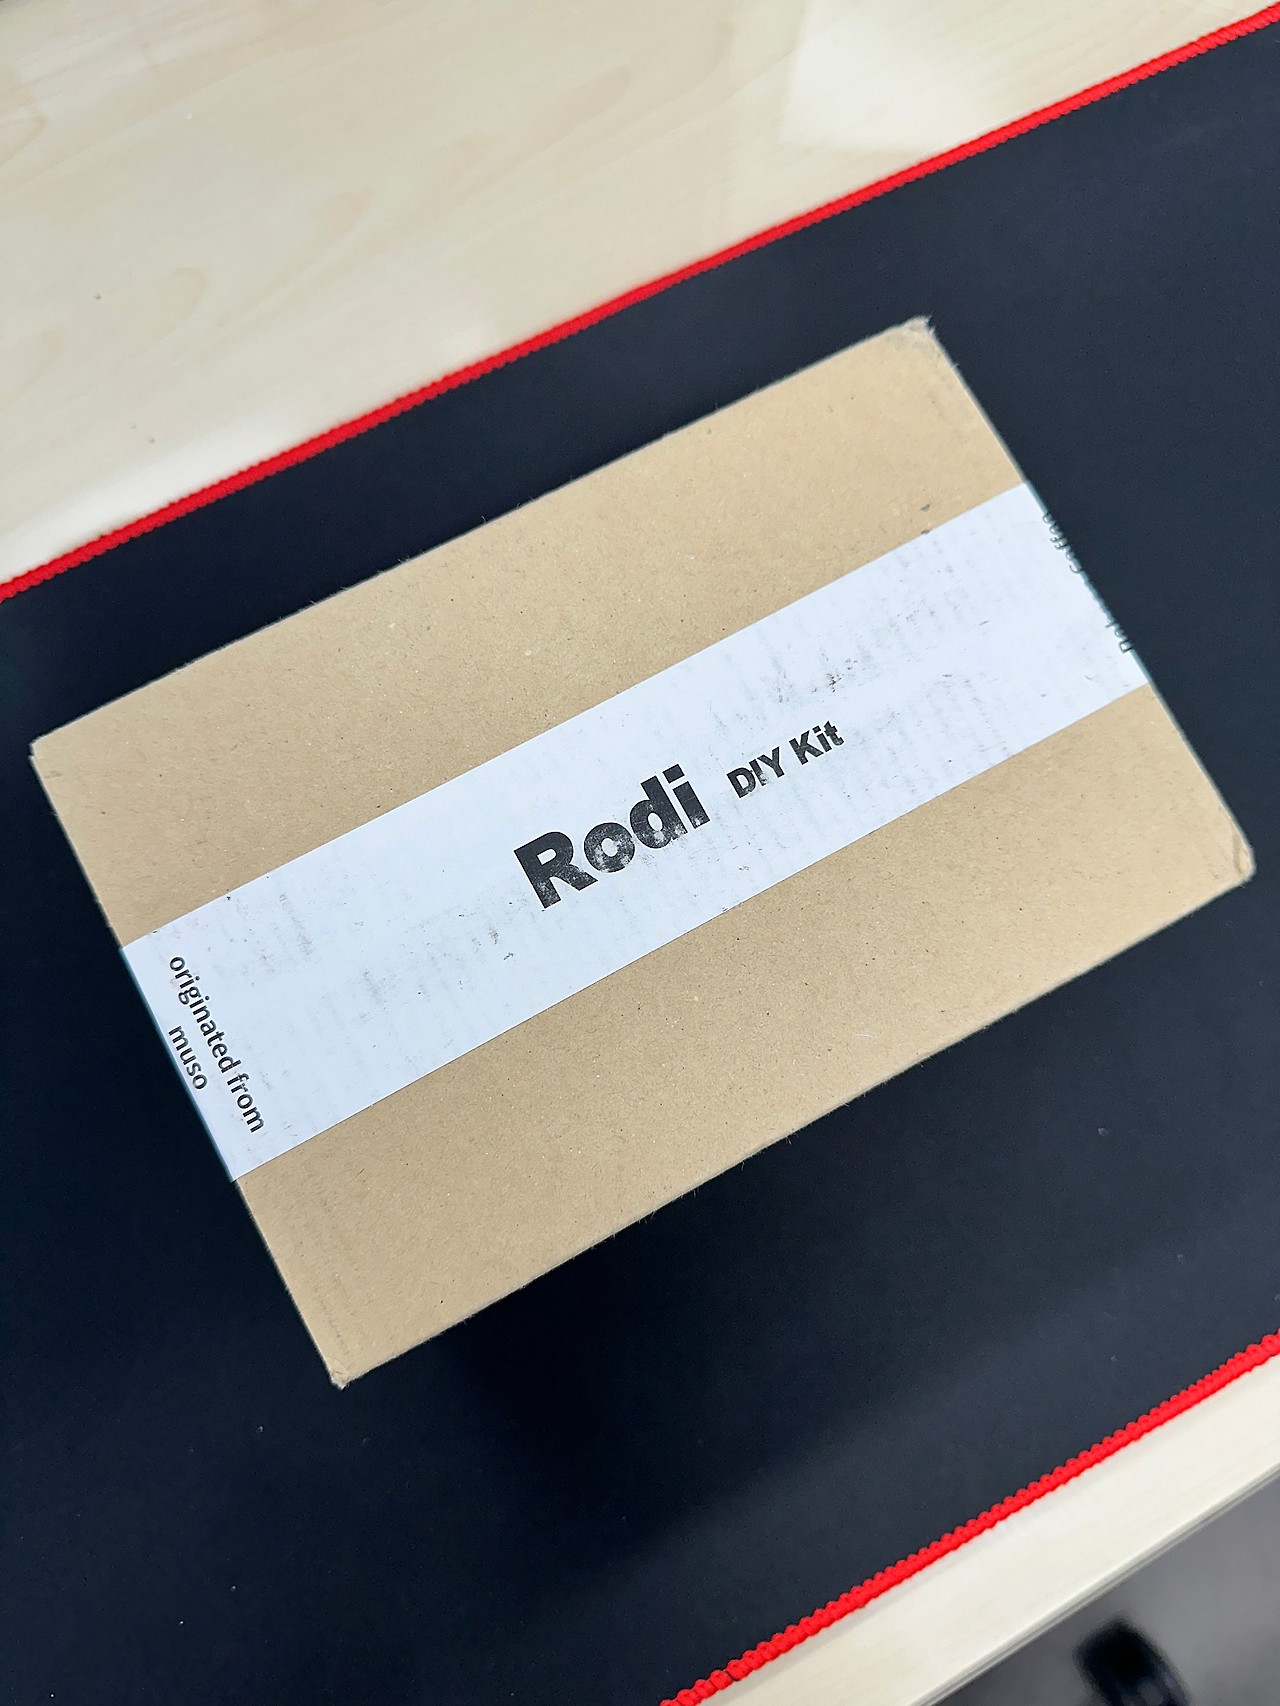 Rodi DIY Kit
originated from
muso